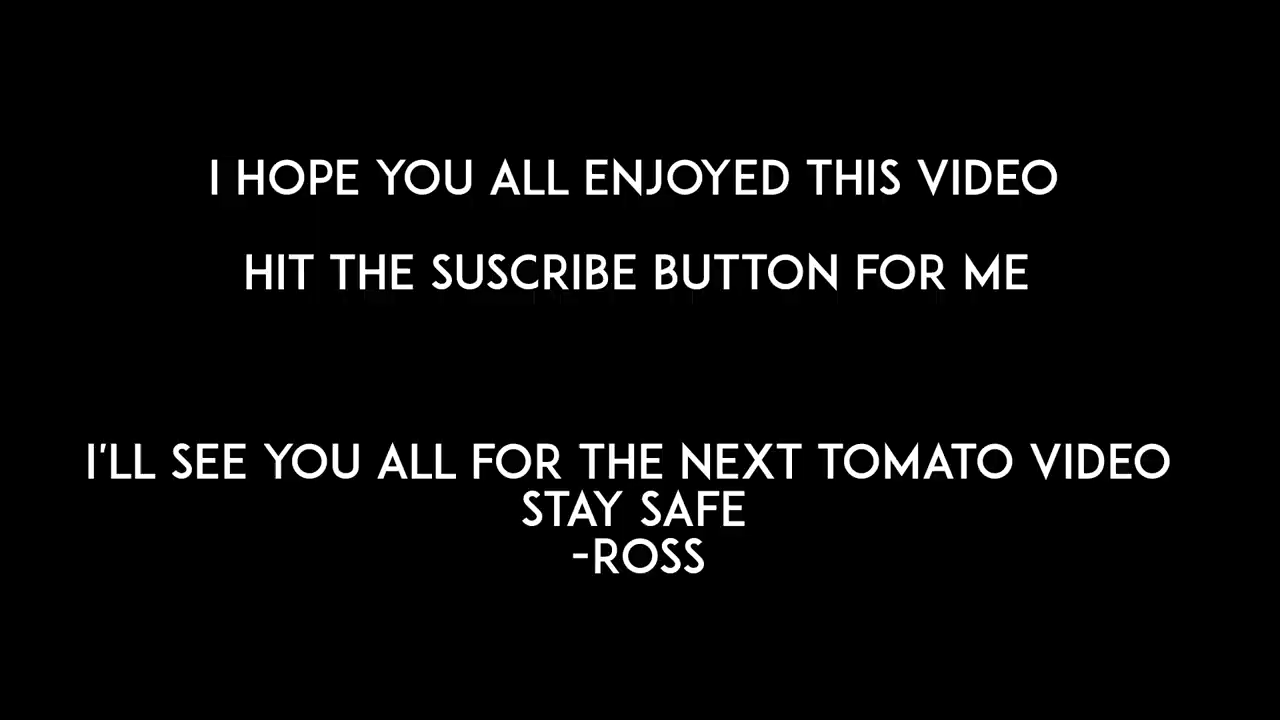 I HOPE YOU ALL ENJOYED THIS VIDEO
HIT THE SUSCRIBE BUTTON FOR ME
I'LL SEE YOU ALL FOR THE NEXT TOMATO VIDEO
STAY SAFE
-ROSS